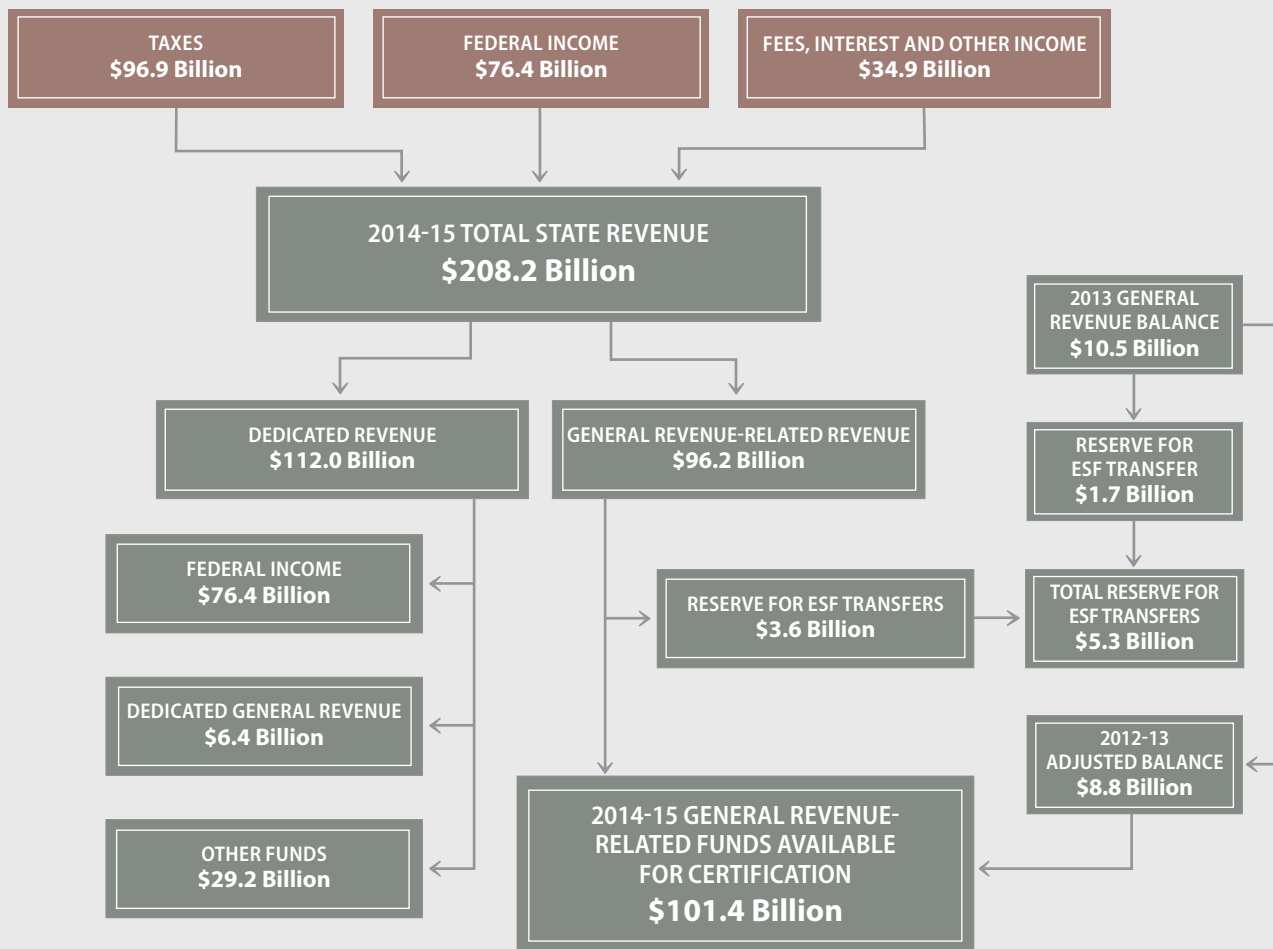 TAXES
$96.9 Billion
FEDERAL INCOME
$76.4 Billion
FEES, INTEREST AND OTHER INCOME
$34.9 Billion
2014-15 TOTAL STATE REVENUE
$208.2 Billion
2013 GENERAL
REVENUE BALANCE
$10.5 Billion
DEDICATED REVENUE
$112.0 Billion
GENERAL REVENUE-RELATED REVENUE
$96.2 Billion
RESERVE FOR
ESF TRANSFER
$1.7 Billion
FEDERAL INCOME
$76.4 Billion
RESERVE FOR ESF TRANSFERS
$3.6 Billion
TOTAL RESERVE FOR
ESF TRANSFERS
$5.3 Billion
DEDICATED GENERAL REVENUE
$6.4 Billion
2012-13
ADJUSTED BALANCE
$8.8 Billion
OTHER FUNDS
$29.2 Billion
2014-15 GENERAL REVENUE-
RELATED FUNDS AVAILABLE
FOR CERTIFICATION
$101.4 Billion